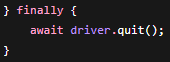 } finally {
    await driver.quit();
}